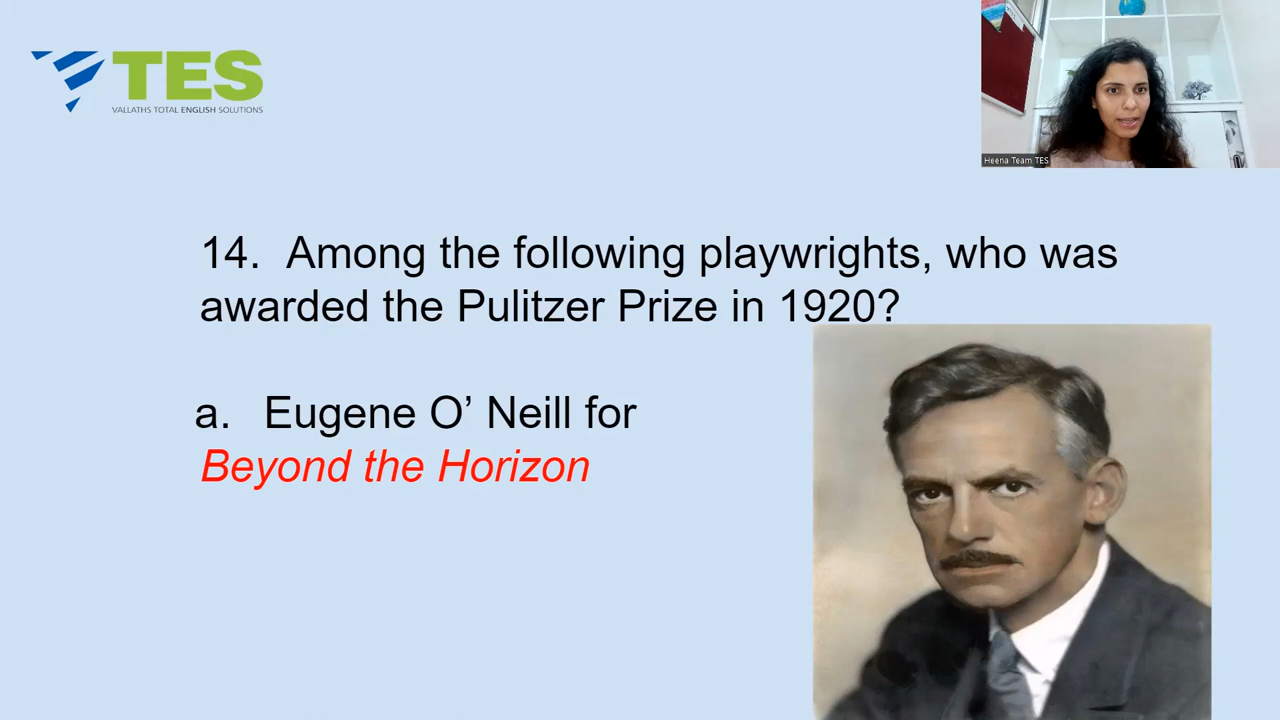 TES
VALLATHS TOTAL ENGLISH SOLUTIONS
Heena Team TES
14. Among the following playwrights, who was
awarded the Pulitzer Prize in 1920?
a. Eugene O’ Neill for
Beyond the Horizon